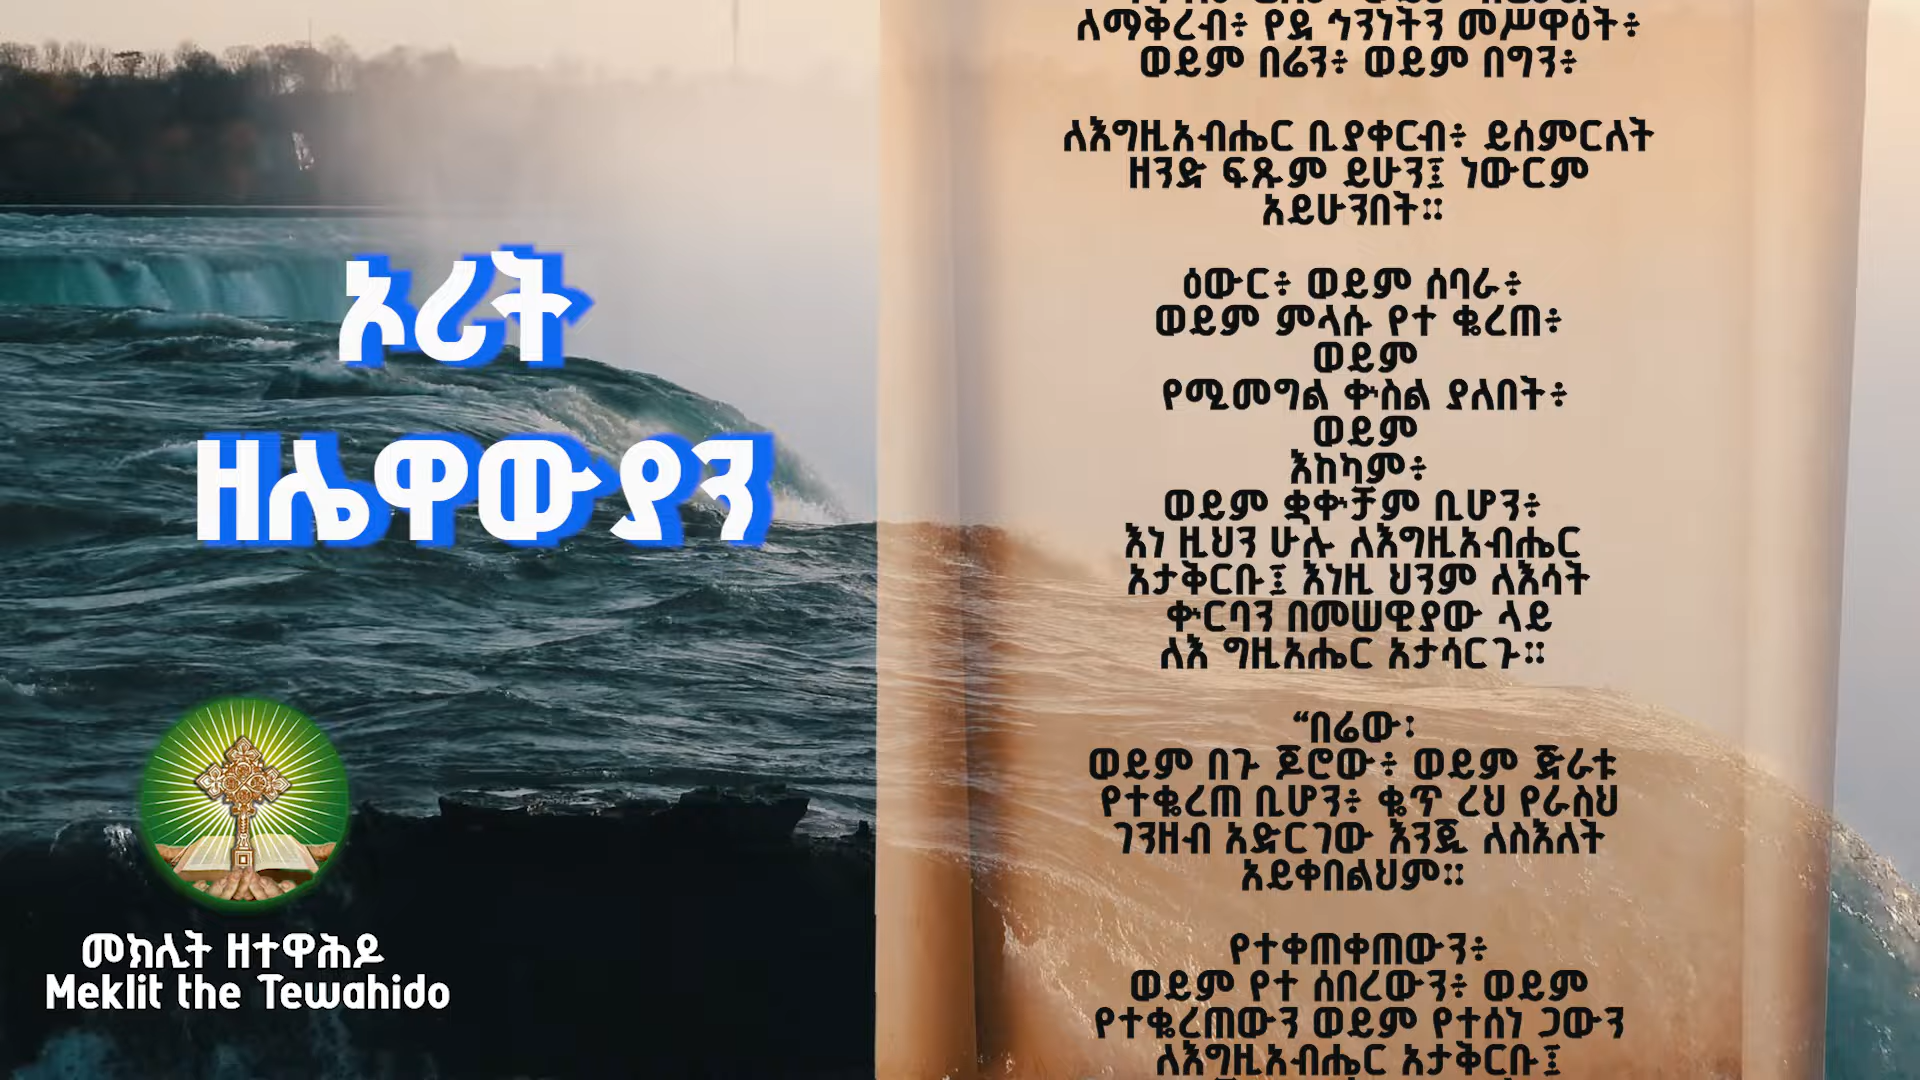 ኦሪት
ዘሌዋውያን
መክሊት ዘተዋሕዶ
Meklit the Tewahido
ለማቅረብ፥ የደ ኅንነትን መሥዋዕት፥
ወይም በሬን፥ ወይም በግን፥
ለእግዚአብሔር ቢያቀርብ፥ ይሰምርለት
ዘንድ ፍጹም ይሁን፤ ነውርም
አይሁንበት።
ዕውር፥ ወይም ሰባራ፥
ወይም ምላሱ የተ ቈረጠ፥
ወይም
የሚመግል ቍስል ያለበት፥
ወይም
እከካም፥
ወይም ቋቍቻም ቢሆን፥
እነ ዚህን ሁሉ ለእግዚአብሔር
አታቅርቡ፤ እነዚ ህንም ለእሳት
ቍርባን በመሠዊያው ላይ
ለእ ግዚአሔር አታሳርጉ።
“በሬው፤
ወይም በጉ ጆሮው፥ ወይም ጅራቱ
የተቈረጠ ቢሆን፥ ቈጥ ረህ የራስህ
ገንዘብ አድርገው እንጂ ለስእለት
አይቀበልህም።
የተቀጠቀጠውን፥
ወይም የተ ሰበረውን፥ ወይም
የተቈረጠውን ወይም የተሰነ ጋውን
ለእግዚአብሔር አታቅርቡ፤